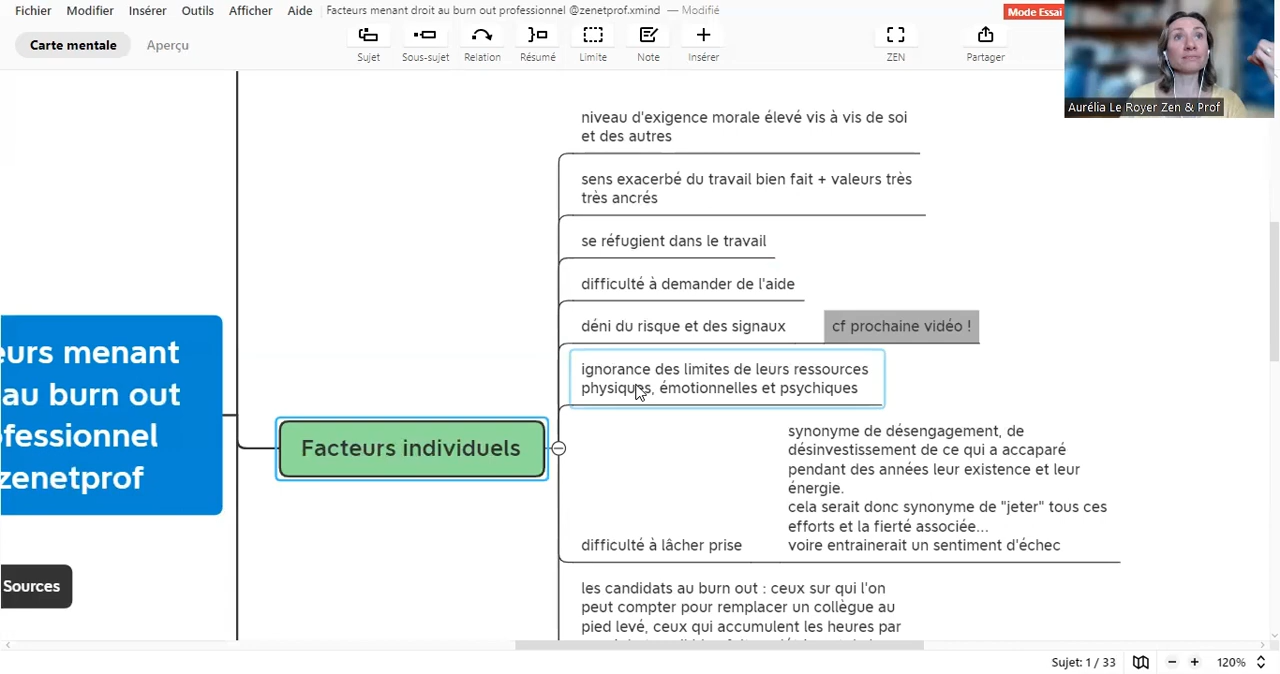 Fichier Modifier Insérer Outils Afficher Aide Facteurs menant droit au burn out professionnel @zenetprof.xmind — Modifié
Mode Essai
Carte mentale Aperçu
Sujet Sous-sujet Relation Résumé Limite Note Insérer ZEN Partager
Aurélia Le Royer Zen & Prof
niveau d'exigence morale élevé vis à vis de soi
et des autres
sens exacerbé du travail bien fait + valeurs très
très ancrés
se réfugient dans le travail
difficulté à demander de l'aide
déni du risque et des signaux cf prochaine vidéo !
ignorance des limites de leurs ressources
physiques, émotionnelles et psychiques
eurs menant
au burn out
ofessionnel
zenetprof
Facteurs individuels
synonyme de désengagement, de
désinvestissement de ce qui a accaparé
pendant des années leur existence et leur
énergie.
cela serait donc synonyme de "jeter" tous ces
efforts et la fierté associée...
difficulté à lâcher prise voire entrainerait un sentiment d'échec
Sources
les candidats au burn out : ceux sur qui l'on
peut compter pour remplacer un collègue au
pied levé, ceux qui accumulent les heures par
Sujet: 1 / 33 120%